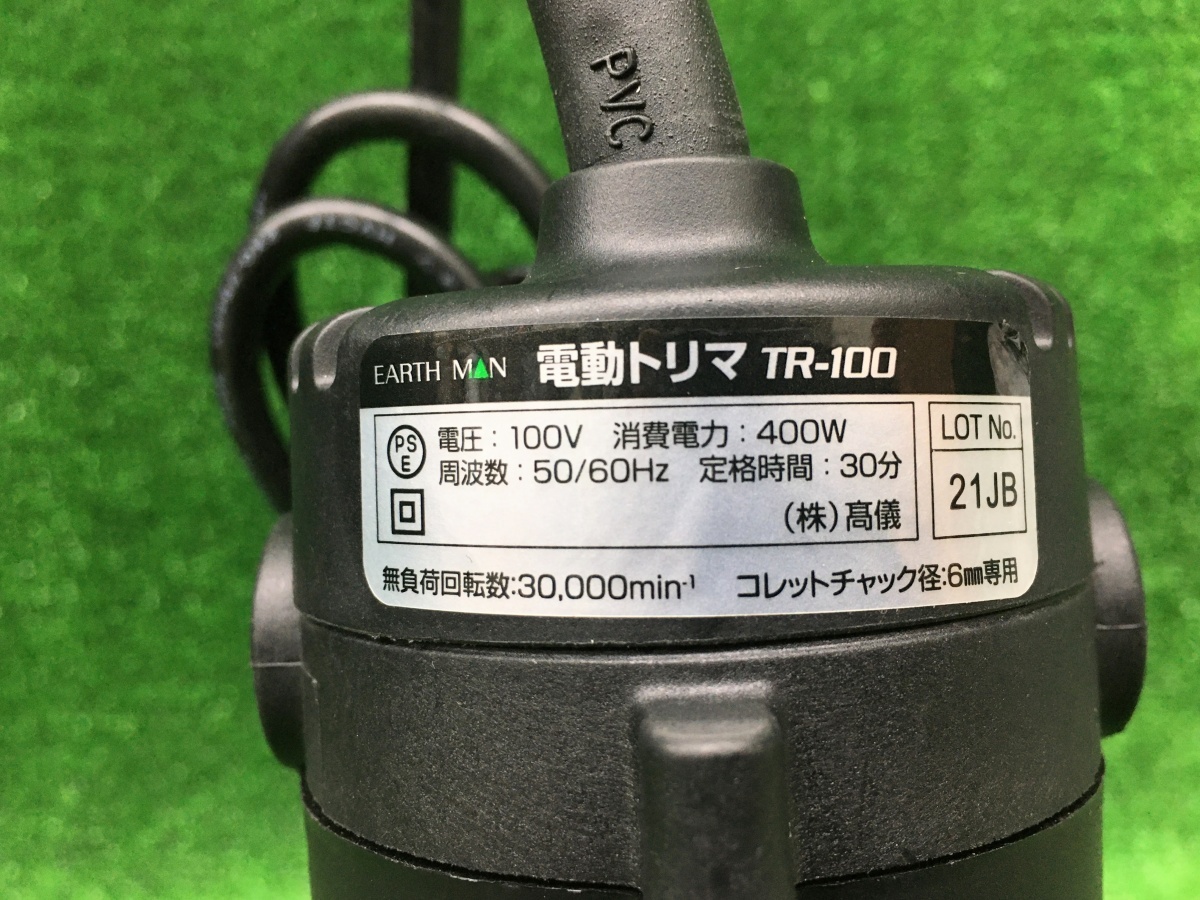 PVC
EARTH MAN 電動トリマ TR-100
PS
E
電圧：100V 消費電力：400W
周波数：50/60Hz 定格時間：30分
(株)髙儀
LOT No.
21JB
無負荷回転数:30,000min⁻¹ コレットチャック径:6㎜専用